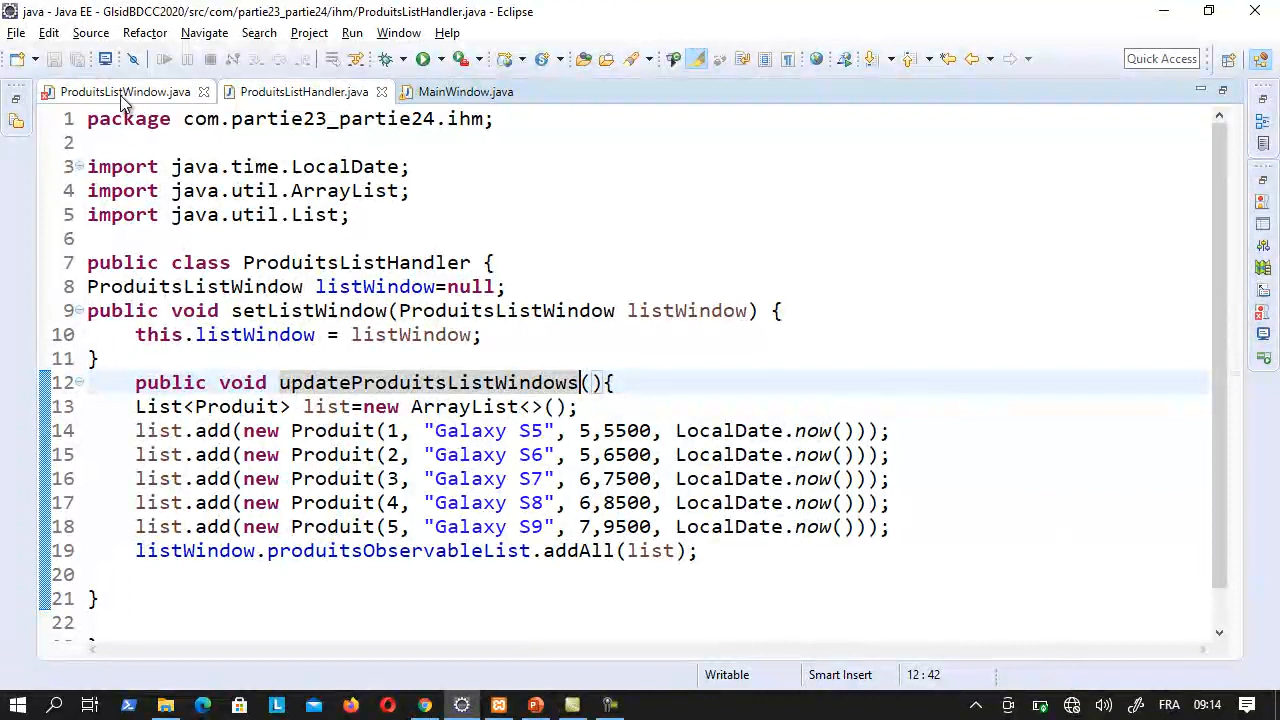 java - Java EE - GlsidBDCC2020/src/com/partie23_partie24/ihm/ProduitsListHandler.java - Eclipse
File Edit Source Refactor Navigate Search Project Run Window Help
Quick Access
ProduitsListWindow.java ProduitsListHandler.java MainWindow.java
1 package com.partie23_partie24.ihm;
2
3 import java.time.LocalDate;
4 import java.util.ArrayList;
5 import java.util.List;
6
7 public class ProduitsListHandler {
8 ProduitsListWindow listWindow=null;
9 public void setListWindow(ProduitsListWindow listWindow) {
10 this.listWindow = listWindow;
11 }
12 public void updateProduitsListWindows(){
13 List<Produit> list=new ArrayList<>();
14 list.add(new Produit(1, "Galaxy S5", 5,5500, LocalDate.now()));
15 list.add(new Produit(2, "Galaxy S6", 5,6500, LocalDate.now()));
16 list.add(new Produit(3, "Galaxy S7", 6,7500, LocalDate.now()));
17 list.add(new Produit(4, "Galaxy S8", 6,8500, LocalDate.now()));
18 list.add(new Produit(5, "Galaxy S9", 7,9500, LocalDate.now()));
19 listWindow.produitsObservableList.addAll(list);
20
21 }
22
Writable Smart Insert 12 : 42
FRA 09:14